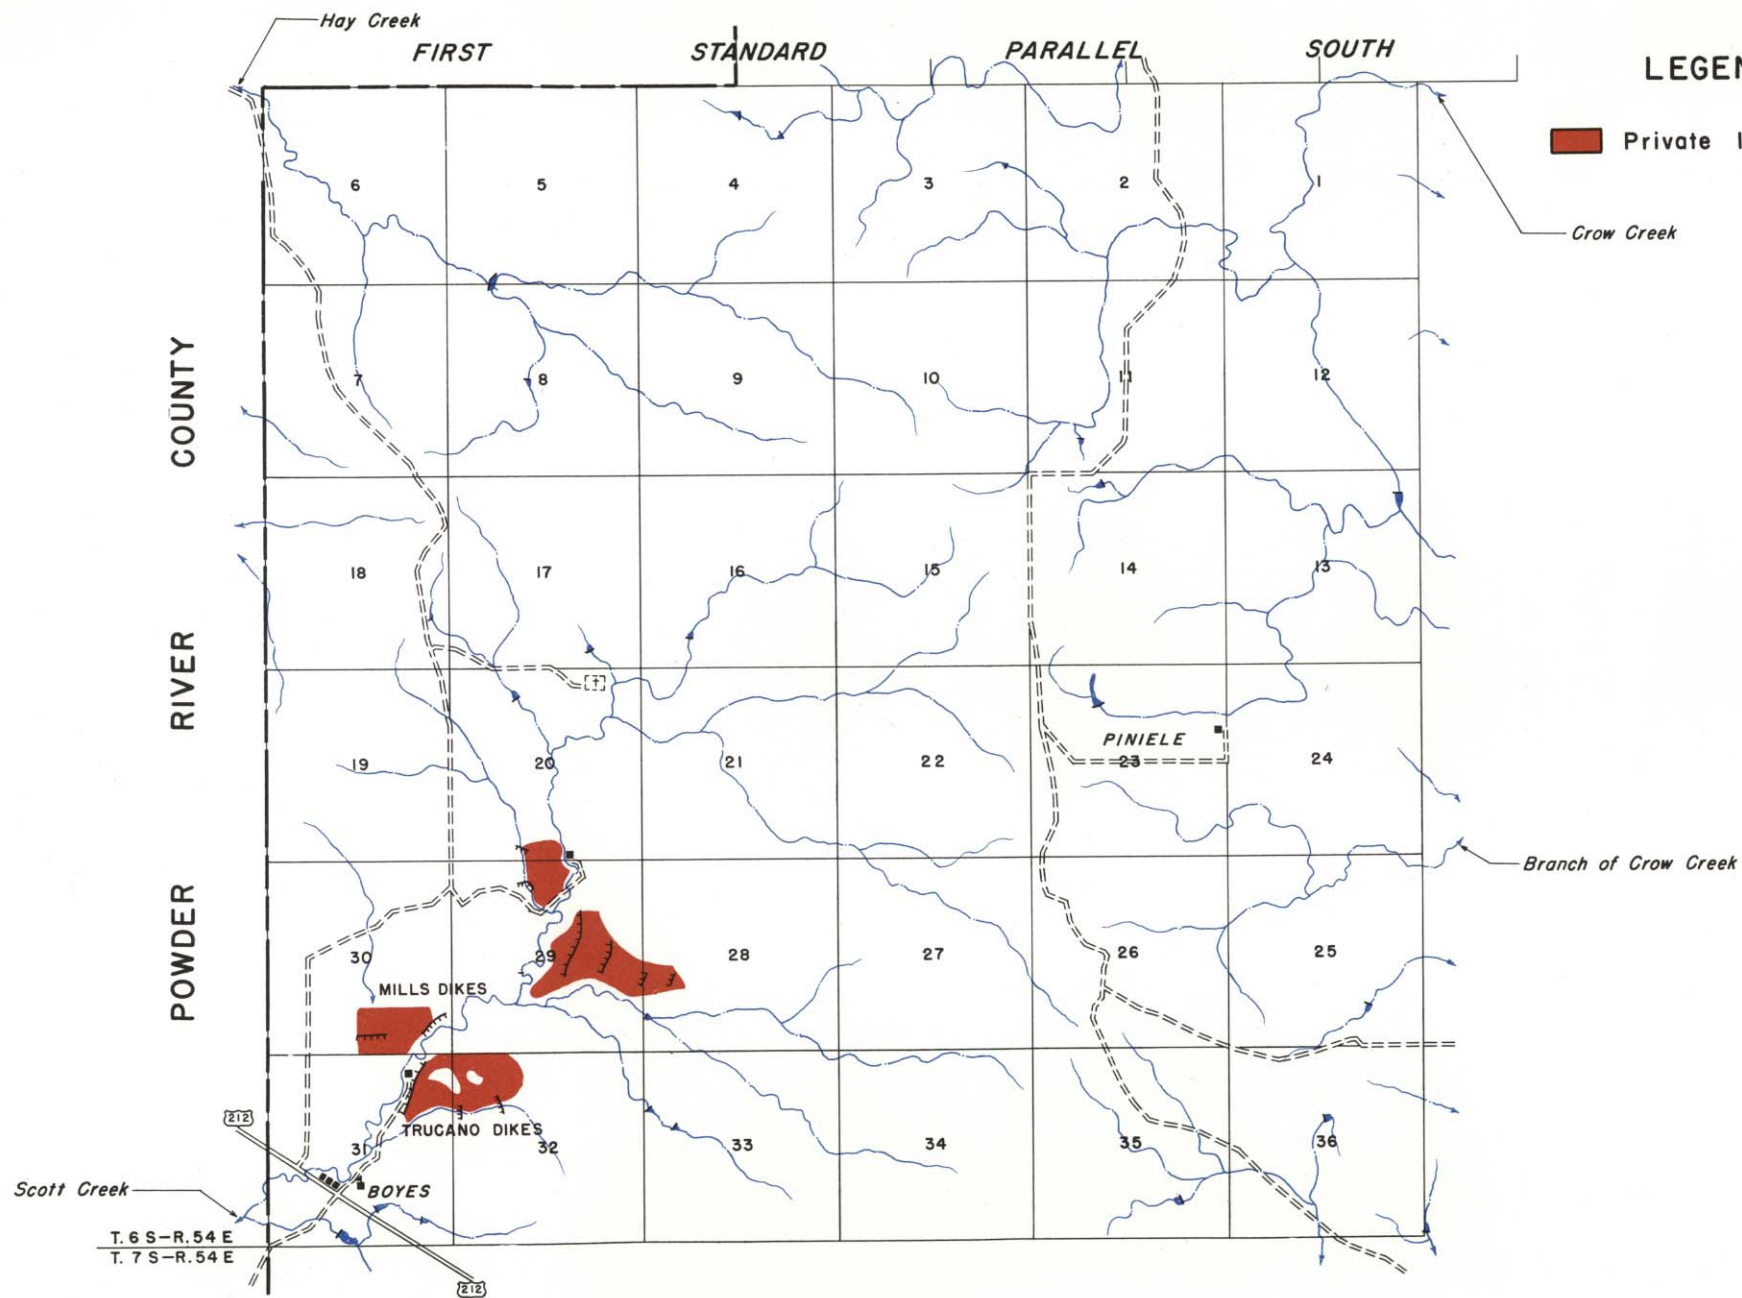 Hay Creek
FIRST STANDARD PARALLEL SOUTH
LEGEN
Private
Crow Creek
6 5 4 3 2 1
COUNTY
7 8 9 10 11 12
18 17 16 15 14 13
RIVER
PINIELE
19 20 21 22 23 24
Branch of Crow Creek
POWDER
30 29 28 27 26 25
MILLS DIKES
212
TRUCANO DIKES
31 32 33 34 35 36
Scott Creek
BOYES
T. 6 S–R. 54 E
T. 7 S–R. 54 E
212